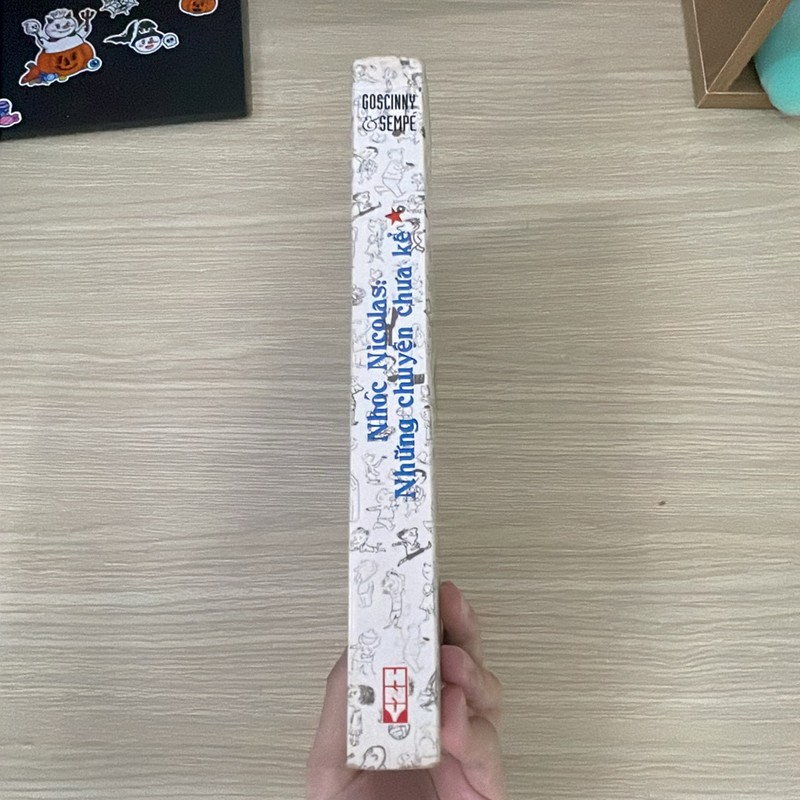 GOSCINNY
& SEMPÉ
Nhóc Nicolas:
Những chuyện chưa kể